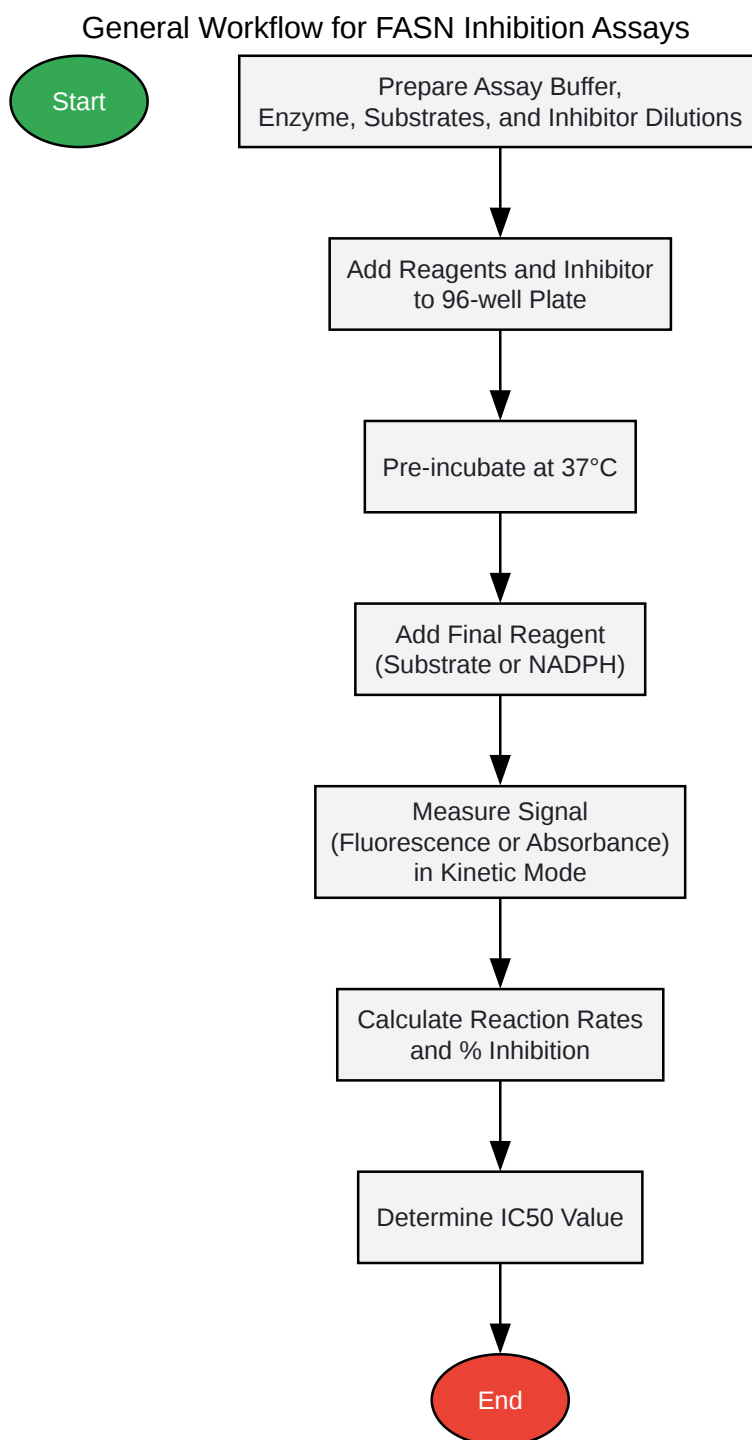 General Workflow for FASN Inhibition Assays
Start
Prepare Assay Buffer,
Enzyme, Substrates, and Inhibitor Dilutions
Add Reagents and Inhibitor
to 96-well Plate
Pre-incubate at 37°C
Add Final Reagent
(Substrate or NADPH)
Measure Signal
(Fluorescence or Absorbance)
in Kinetic Mode
Calculate Reaction Rates
and % Inhibition
Determine IC50 Value
End